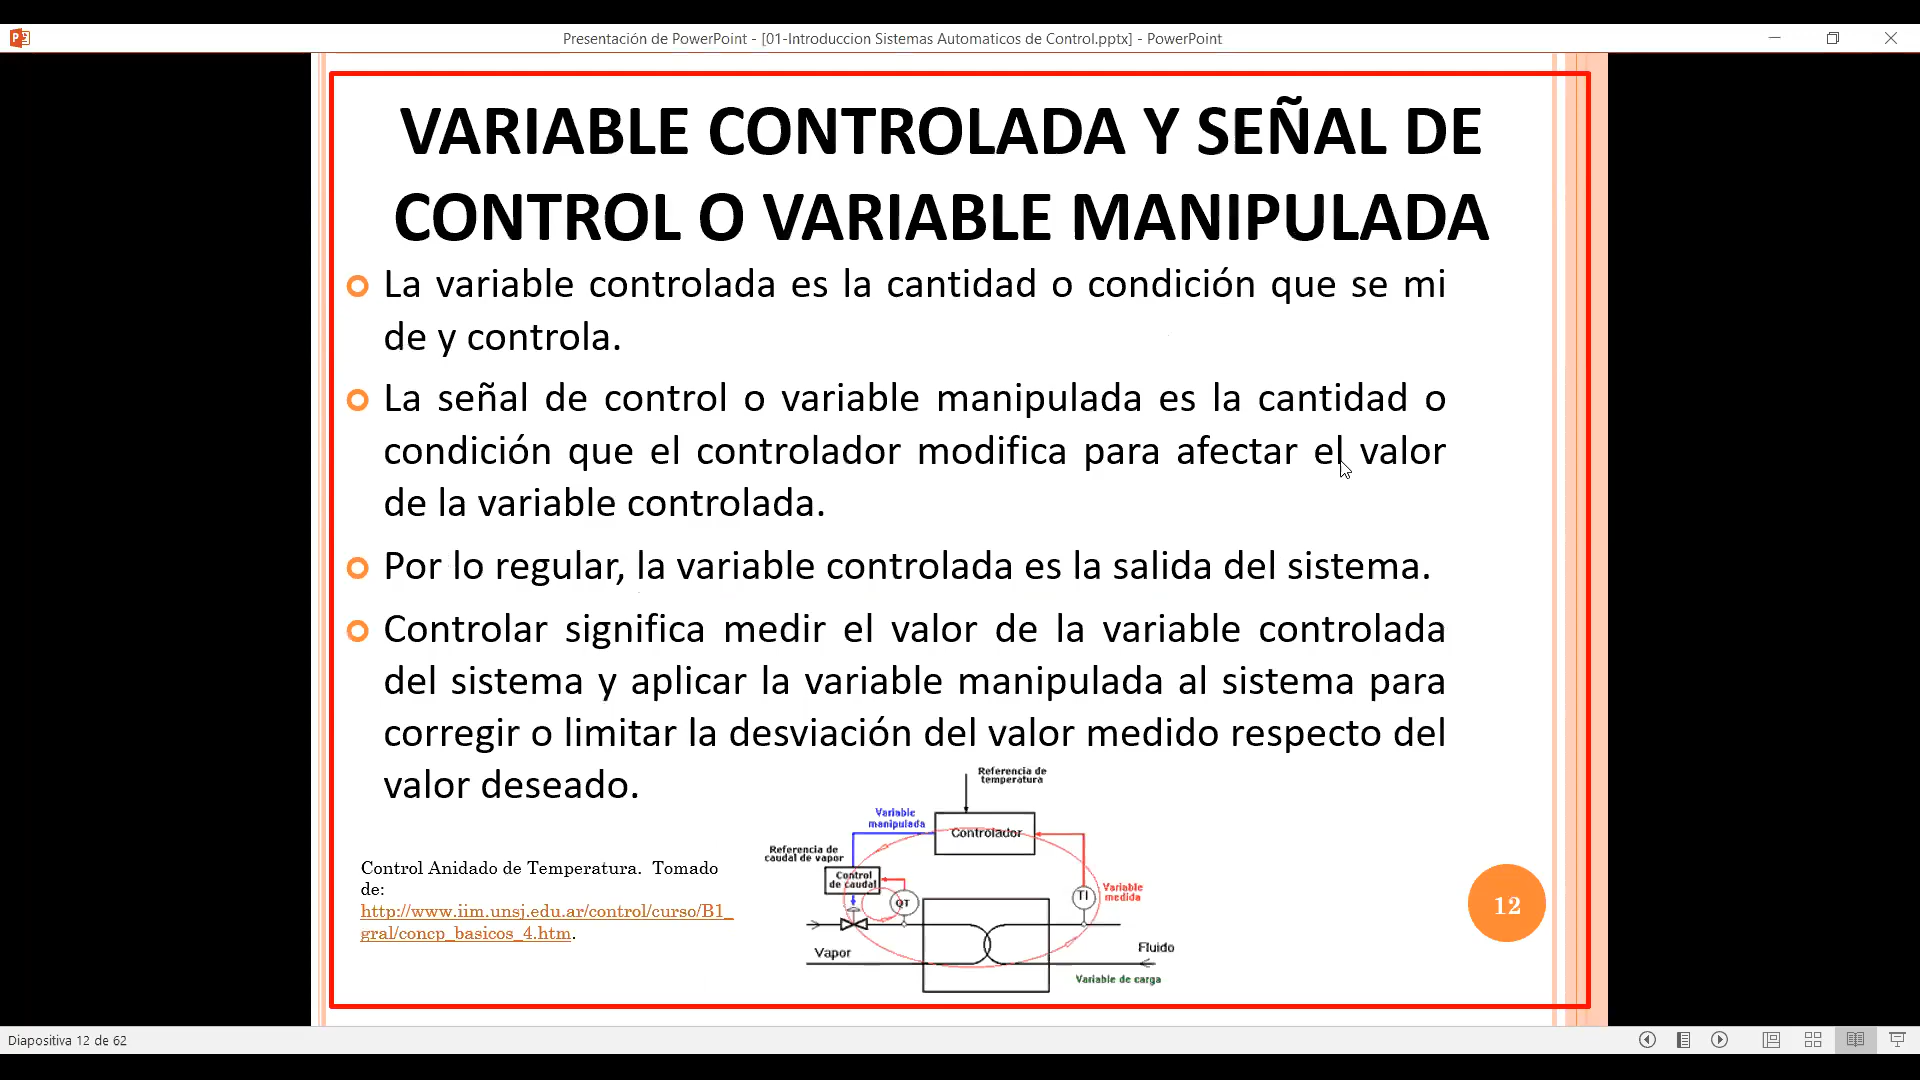 Presentación de PowerPoint - [01-Introduccion Sistemas Automaticos de Control.pptx] - PowerPoint
VARIABLE CONTROLADA Y SEÑAL DE
CONTROL O VARIABLE MANIPULADA
La variable controlada es la cantidad o condición que se mi
de y controla.
La señal de control o variable manipulada es la cantidad o
condición que el controlador modifica para afectar el valor
de la variable controlada.
Por lo regular, la variable controlada es la salida del sistema.
Controlar significa medir el valor de la variable controlada
del sistema y aplicar la variable manipulada al sistema para
corregir o limitar la desviación del valor medido respecto del
valor deseado.
Control Anidado de Temperatura. Tomado
de:
http://www.iim.unsj.edu.ar/control/curso/B1_
gral/concp_basicos_4.htm.
Referencia de
temperatura
Variable
manipulada
Controlador
Referencia de
caudal de vapor
Control
de caudal
QT
TI
Variable
medida
Vapor
Fluido
Variable de carga
12
Diapositiva 12 de 62